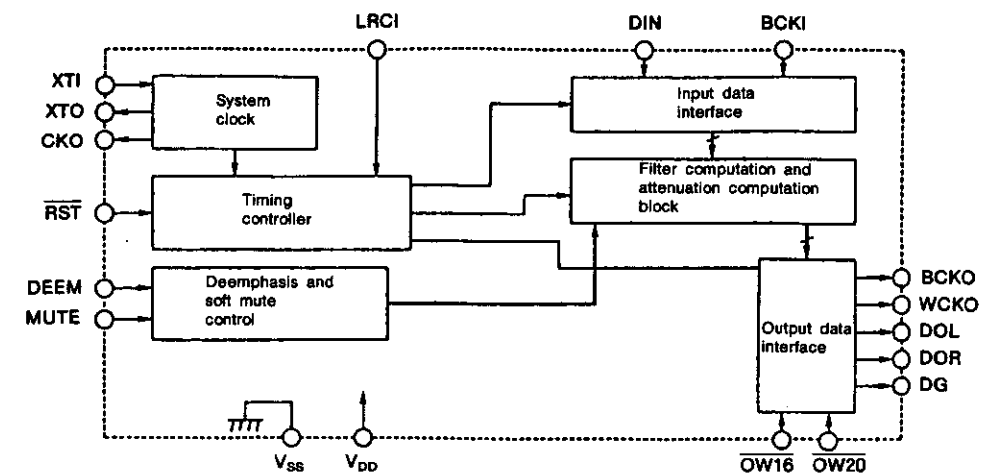 LRCI
DIN
BCKI
XTI
XTO
CKO
System
clock
Input data
interface
RST
Timing
controller
Filter computation and
attenuation computation
block
DEEM
MUTE
Deemphasis and
soft mute
control
Output data
interface
BCKO
WCKO
DOL
DOR
DG
VSS
VDD
OW16
OW20